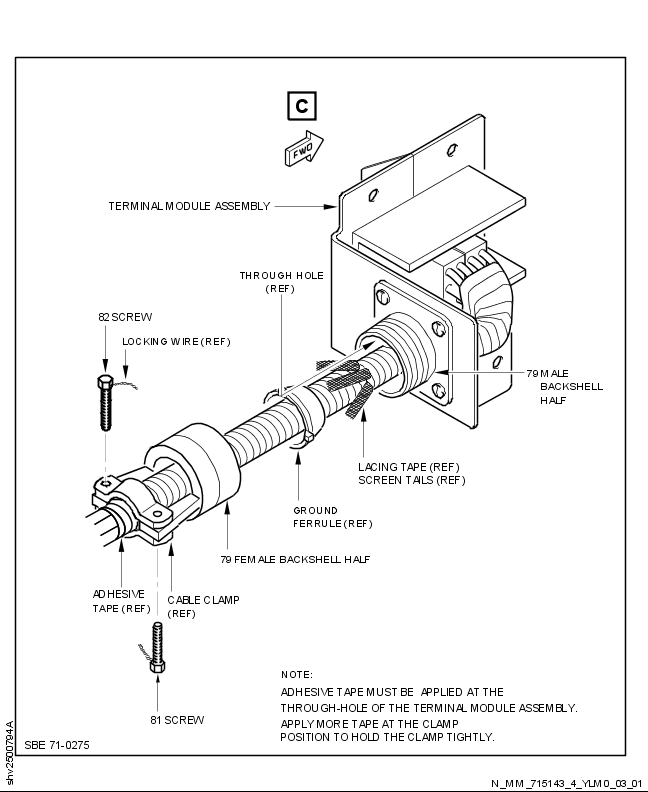 C
FWD
TERMINAL MODULE ASSEMBLY
THROUGH HOLE
(REF)
82 SCREW
LOCKING WIRE (REF)
79 MALE
BACKSHELL
HALF
LACING TAPE (REF)
SCREEN TAILS (REF)
GROUND
FERRULE (REF)
79 FEMALE BACKSHELL HALF
ADHESIVE
TAPE (REF)
CABLE CLAMP
(REF)
81 SCREW
NOTE:
ADHESIVE TAPE MUST BE APPLIED AT THE
THROUGH-HOLE OF THE TERMINAL MODULE ASSEMBLY.
APPLY MORE TAPE AT THE CLAMP
POSITION TO HOLD THE CLAMP TIGHTLY.
SBE 71-0275
shv2500794A
N_MM_715143_4_YLM0_03_01